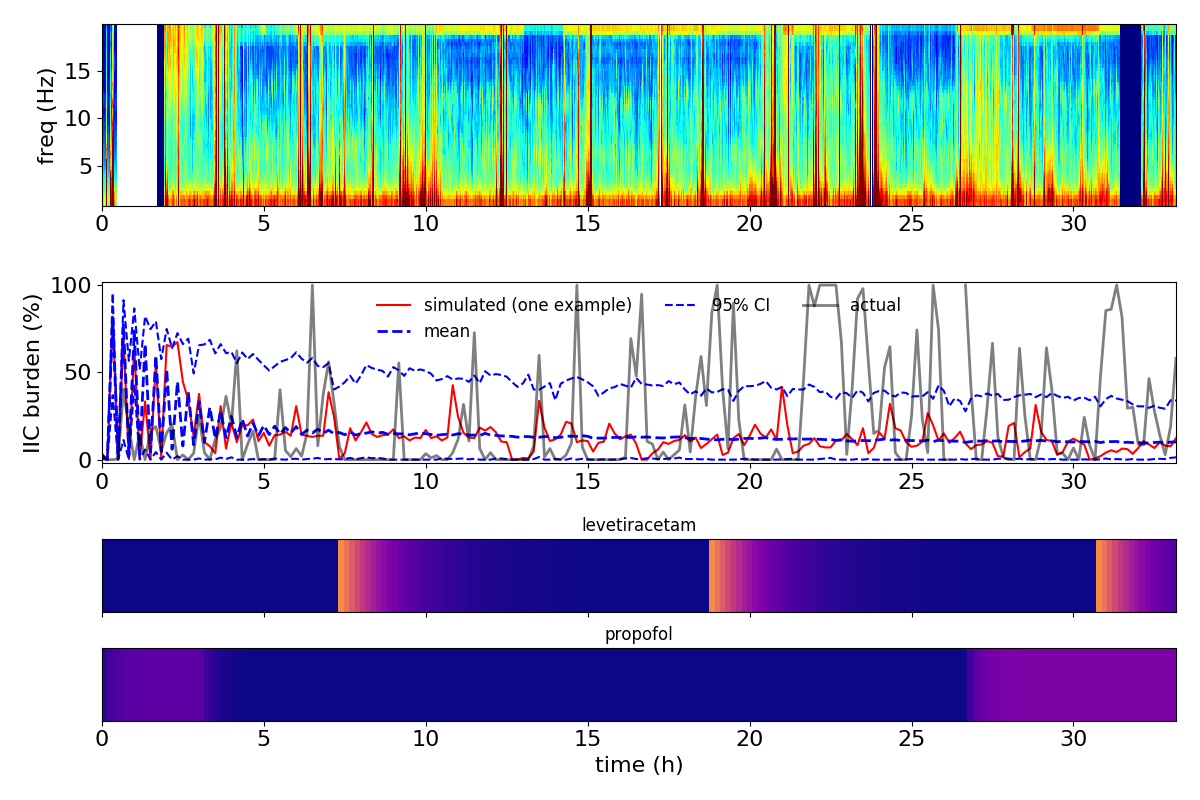 freq (Hz)
15
10
5
0 5 10 15 20 25 30
IIC burden (%)
100
50
0
simulated (one example) 95% CI actual
mean
0 5 10 15 20 25 30
levetiracetam
propofol
0 5 10 15 20 25 30
time (h)